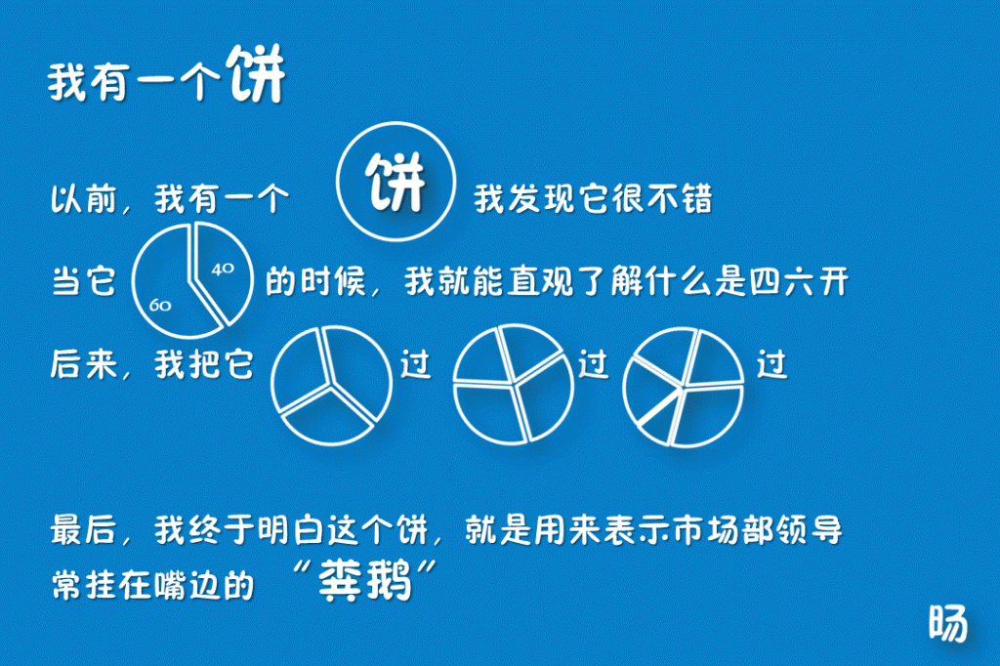 我有一个饼
以前，我有一个 饼 我发现它很不错
当它 60 40 的时候，我就能直观了解什么是四六开
后来，我把它 过 过 过
最后，我终于明白这个饼，就是用来表示市场部领导
常挂在嘴边的 “粪鹅”
旸